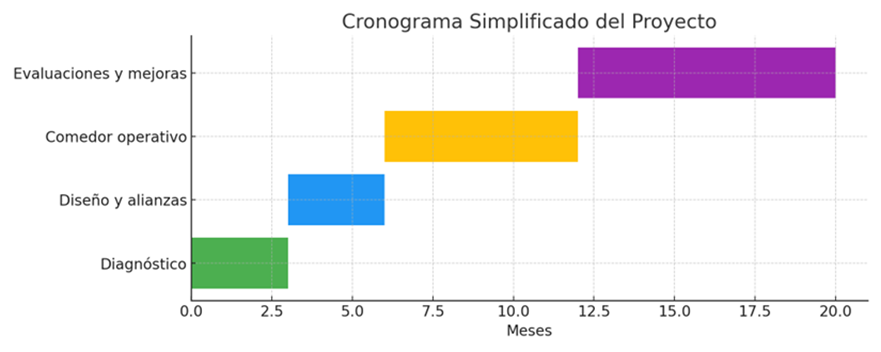 Cronograma Simplificado del Proyecto
Evaluaciones y mejoras
Comedor operativo
Diseño y alianzas
Diagnóstico
0.0 2.5 5.0 7.5 10.0 12.5 15.0 17.5 20.0
Meses